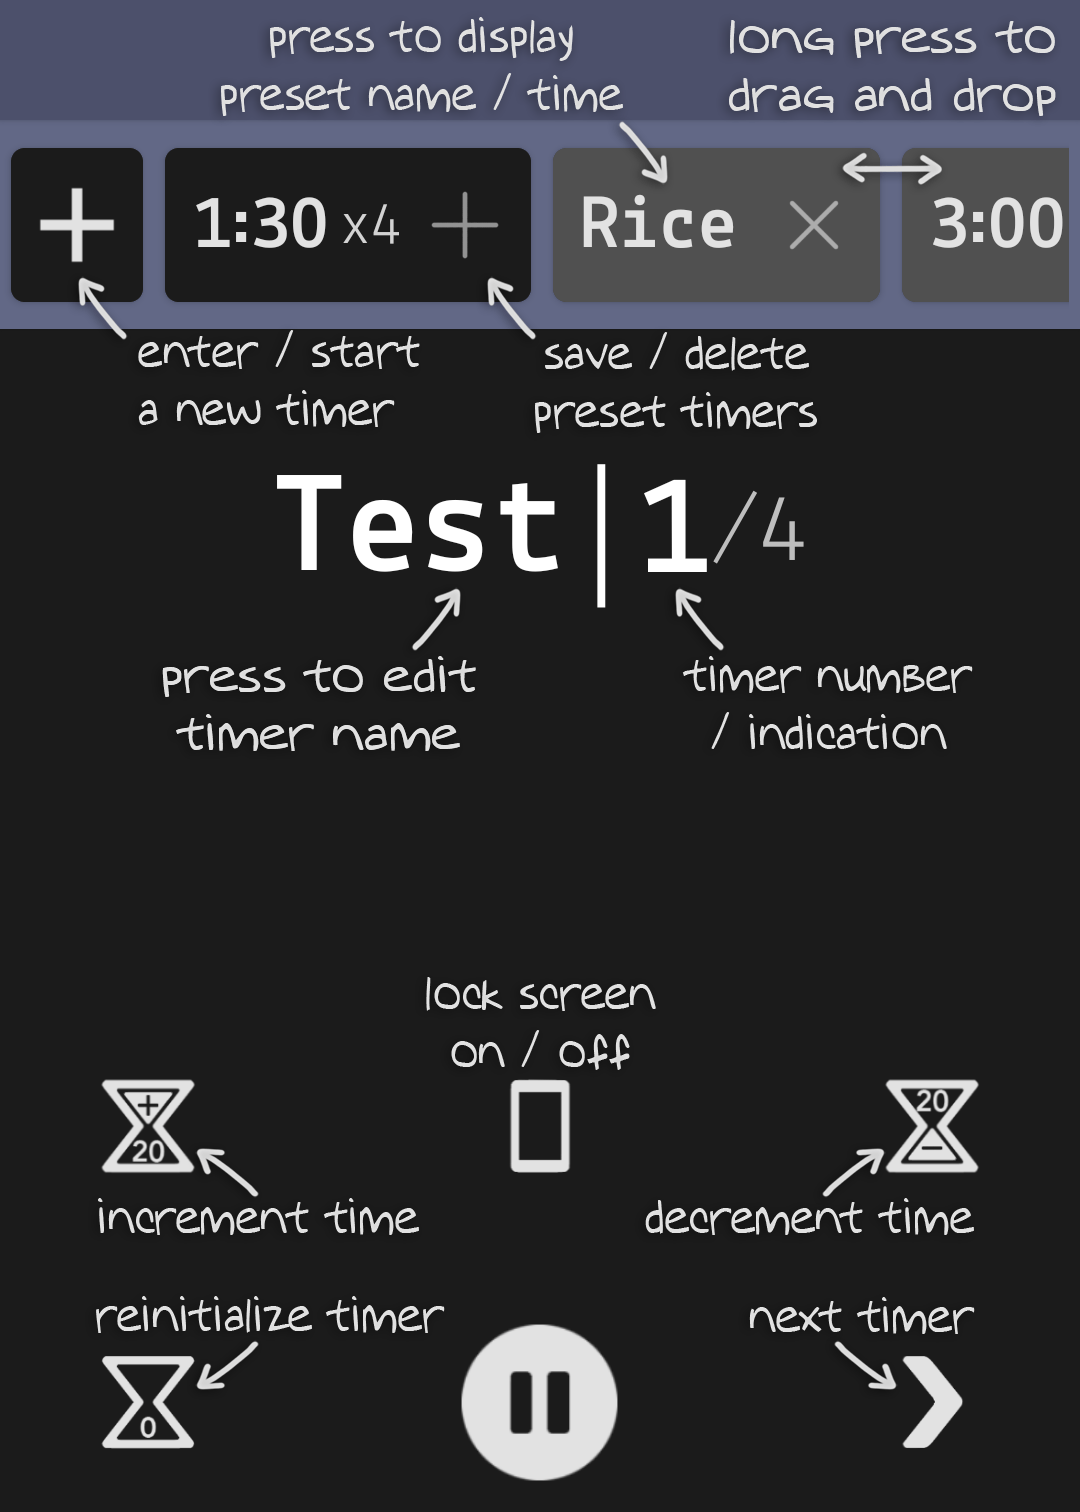 press to display
preset name / time
long press to
drag and drop
1:30 x4
Rice
3:00
enter / start
a new timer
save / delete
preset timers
Test|1/4
press to edit
timer name
timer number
/ indication
lock screen
on / off
+
20
20
−
increment time
decrement time
reinitialize timer
next timer
0